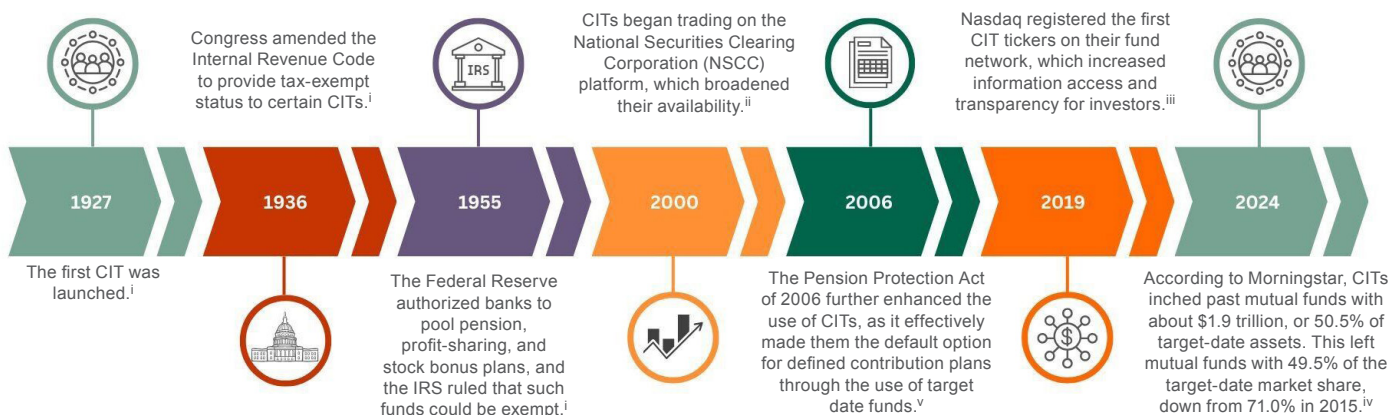 Congress amended the
Internal Revenue Code
to provide tax-exempt
status to certain CITs.ⁱ
IRS
CITs began trading on the
National Securities Clearing
Corporation (NSCC)
platform, which broadened
their availability.ⁱⁱ
Nasdaq registered the first
CIT tickers on their fund
network, which increased
information access and
transparency for investors.ⁱⁱⁱ
1927
1936
1955
2000
2006
2019
2024
The first CIT was
launched.ⁱ
The Federal Reserve
authorized banks to
pool pension,
profit-sharing, and
stock bonus plans, and
the IRS ruled that such
funds could be exempt.ⁱ
The Pension Protection Act
of 2006 further enhanced the
use of CITs, as it effectively
made them the default option
for defined contribution plans
through the use of target
date funds.ᵛ
According to Morningstar, CITs
inched past mutual funds with
about $1.9 trillion, or 50.5% of
target-date assets. This left
mutual funds with 49.5% of the
target-date market share,
down from 71.0% in 2015.ⁱᵛ
$